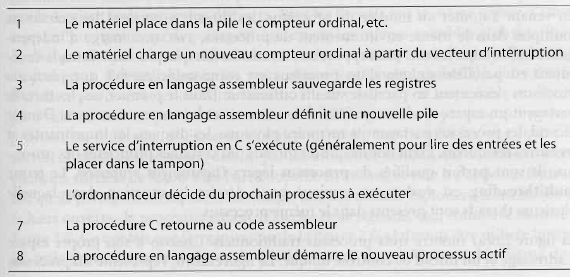 1 Le matériel place dans la pile le compteur ordinal, etc.
2 Le matériel charge un nouveau compteur ordinal à partir du vecteur d'interruption
3 La procédure en langage assembleur sauvegarde les registres
4 La procédure en langage assembleur définit une nouvelle pile
5 Le service d'interruption en C s'exécute (généralement pour lire des entrées et les
placer dans le tampon)
6 L'ordonnanceur décide du prochain processus à exécuter
7 La procédure C retourne au code assembleur
8 La procédure en langage assembleur démarre le nouveau processus actif